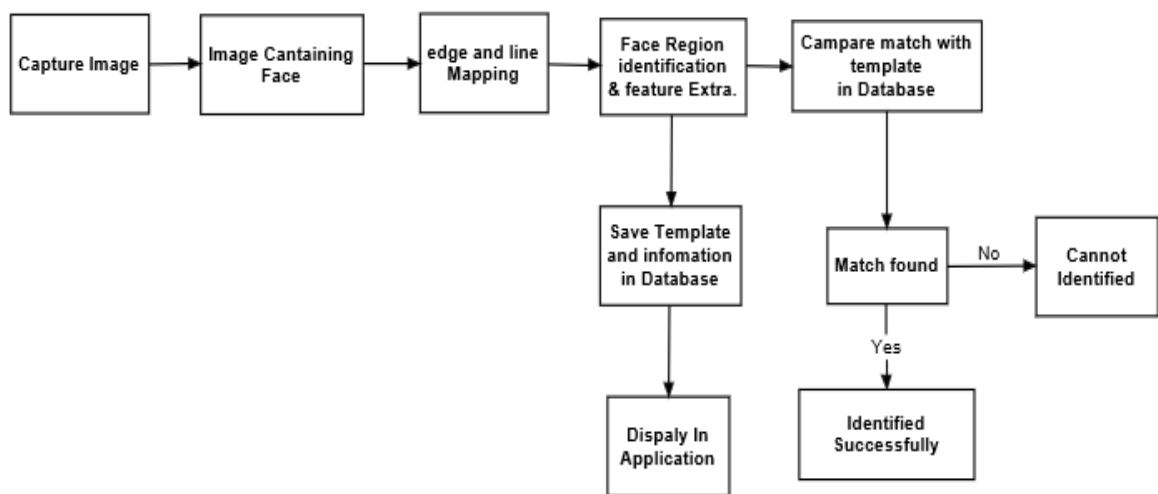 Capture Image
Image Cantaining
Face
edge and line
Mapping
Face Region
identification
& feature Extra.
Campare match with
template
in Database
Save Template
and infomation
in Database
Match found
No
Cannot
Identified
Yes
Dispaly In
Application
Identified
Successfully